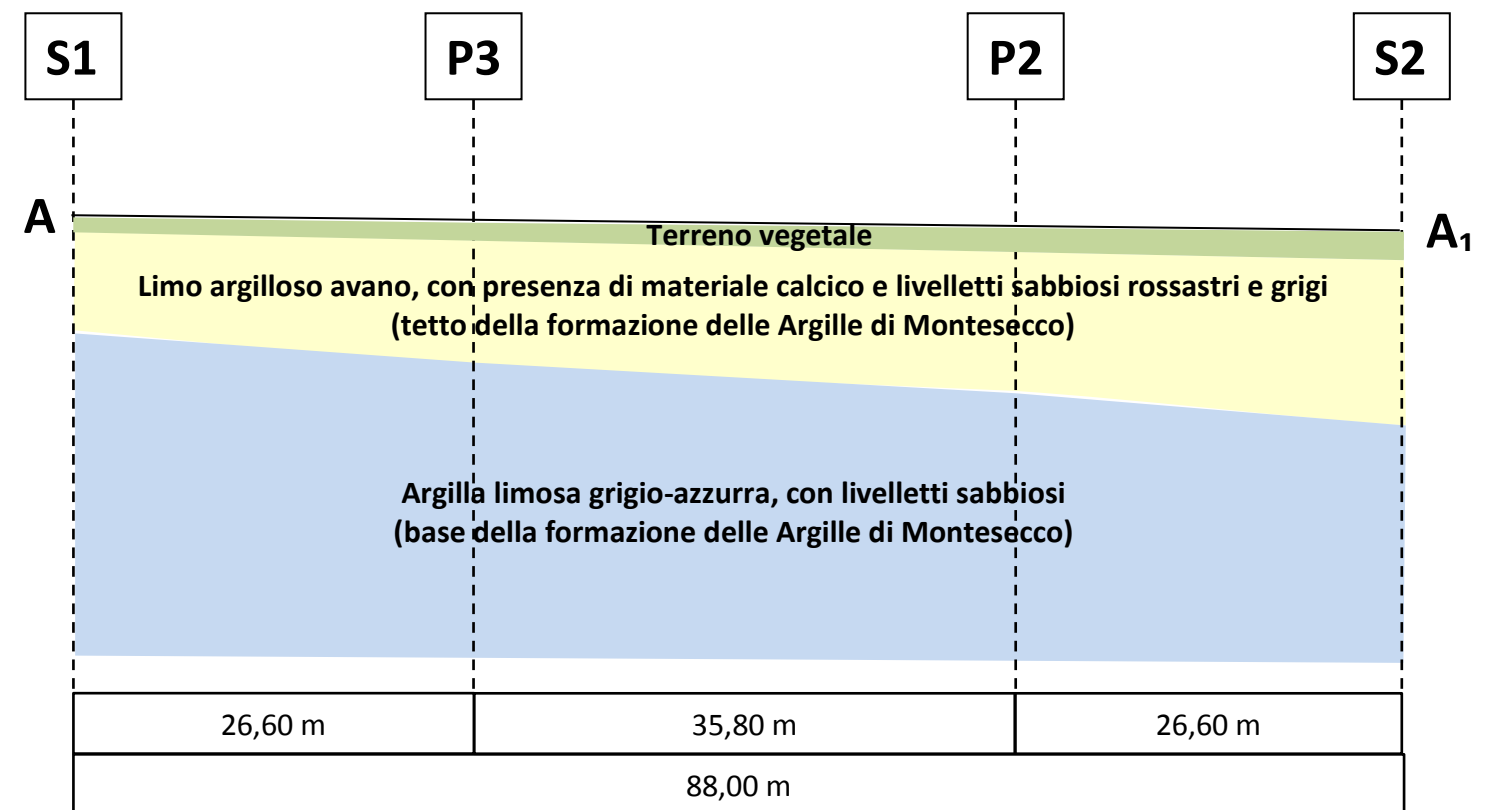 S1 P3 P2 S2
A A₁
Terreno vegetale
Limo argilloso avano, con presenza di materiale calcico e livelletti sabbiosi rossastri e grigi
(tetto della formazione delle Argille di Montesecco)
Argilla limosa grigio-azzurra, con livelletti sabbiosi
(base della formazione delle Argille di Montesecco)
26,60 m 35,80 m 26,60 m
88,00 m